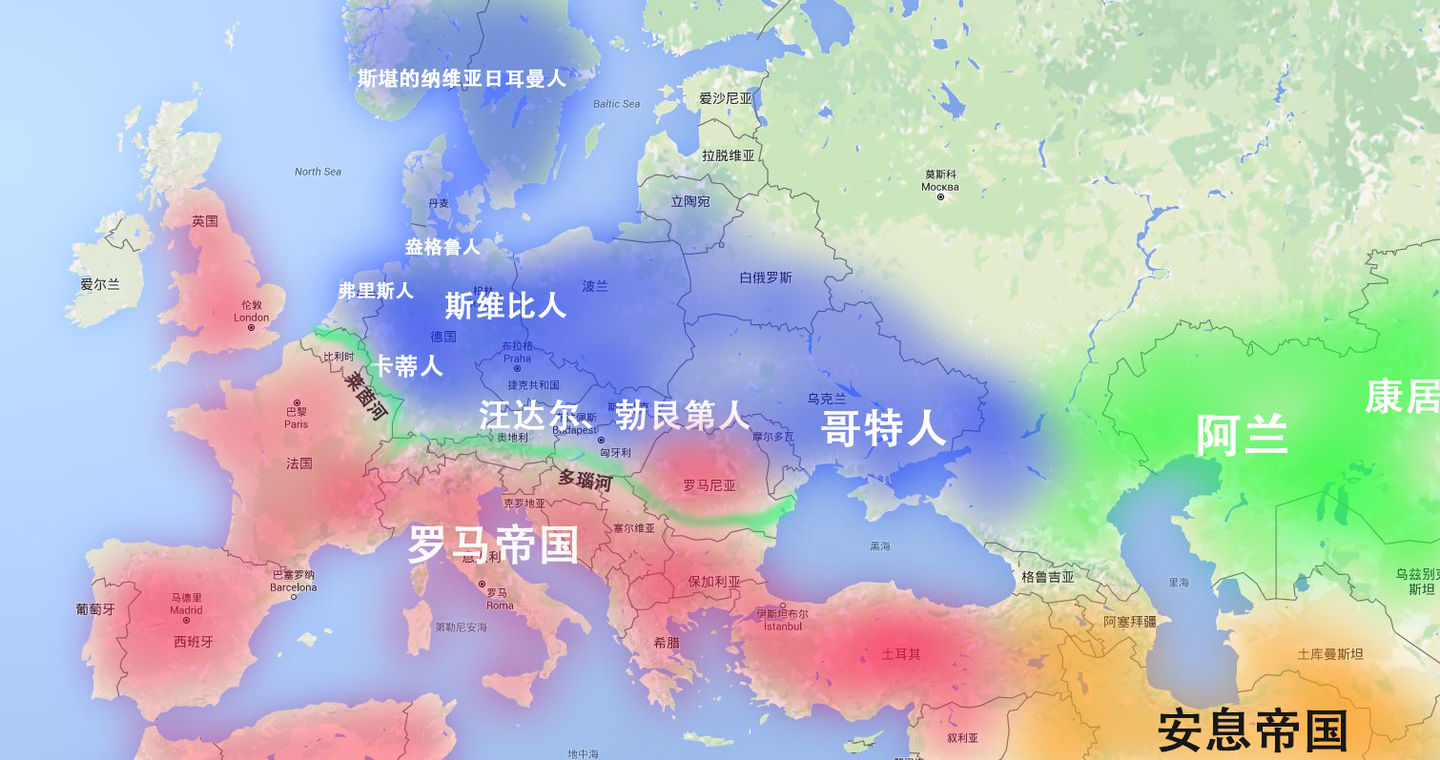 斯堪的纳维亚日耳曼人
Baltic Sea
爱沙尼亚
拉脱维亚
North Sea
莫斯科
Москва
丹麦
立陶宛
英国
盎格鲁人
白俄罗斯
爱尔兰
弗里斯人
波兰
斯维比人
伦敦
London
德国
布拉格
Praha
比利时
卡蒂人
莱茵河
捷克共和国
乌克兰
康居
巴黎
Paris
汪达尔、勃艮第人
Budapest
哥特人
阿兰
奥地利
摩尔多瓦
匈牙利
法国
多瑙河
罗马尼亚
克罗地亚
塞尔维亚
罗马帝国
黑海
巴塞罗纳
Barcelona
保加利亚
格鲁吉亚
里海
乌兹别克
斯坦
马德里
Madrid
葡萄牙
罗马
Roma
伊斯坦布尔
İstanbul
阿塞拜疆
第勒尼安海
西班牙
希腊
土耳其
土库曼斯坦
安息帝国
叙利亚
地中海